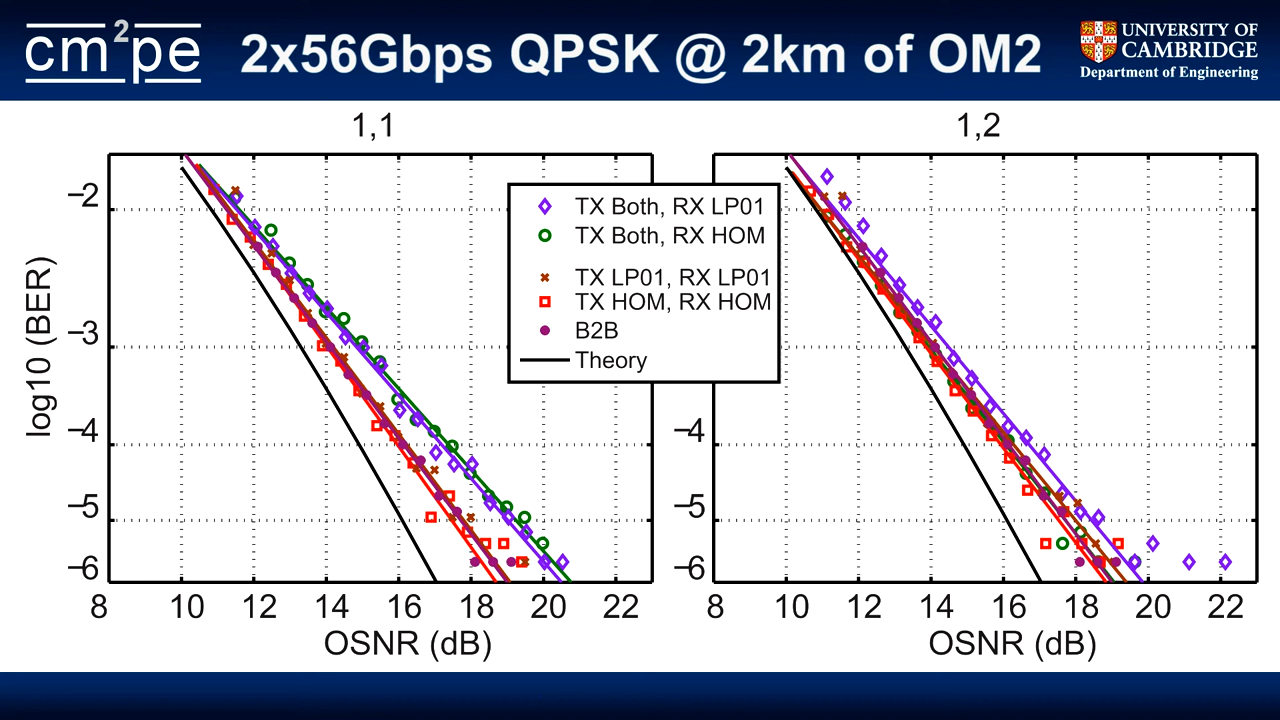 cm²pe
2x56Gbps QPSK @ 2km of OM2
UNIVERSITY OF
CAMBRIDGE
Department of Engineering
1,1
1,2
log10 (BER)
−2
−3
−4
−5
−6
8 10 12 14 16 18 20 22
OSNR (dB)
TX Both, RX LP01
TX Both, RX HOM
TX LP01, RX LP01
TX HOM, RX HOM
B2B
Theory
−4
−5
−6
8 10 12 14 16 18 20 22
OSNR (dB)